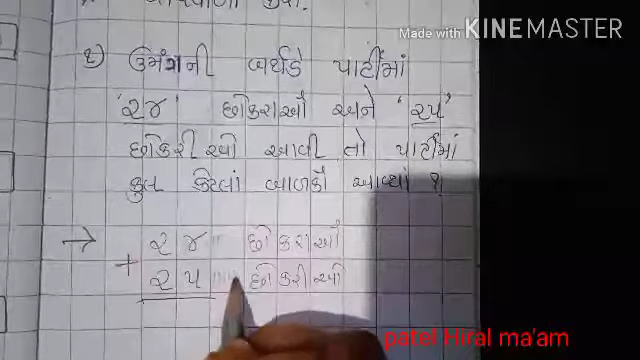 Made with KINEMASTER
૧) ઉમંગની બર્થડે પાર્ટીમાં
'૨૪' છોકરાઓ અને '૨૫'
છોકરીઓ આવી તો પાર્ટીમાં
કુલ કેટલાં બાળકો આવ્યાં ?
→ ૨૪ છોકરાઓ
+ ૨૫ છોકરીઓ
patel Hiral ma'am